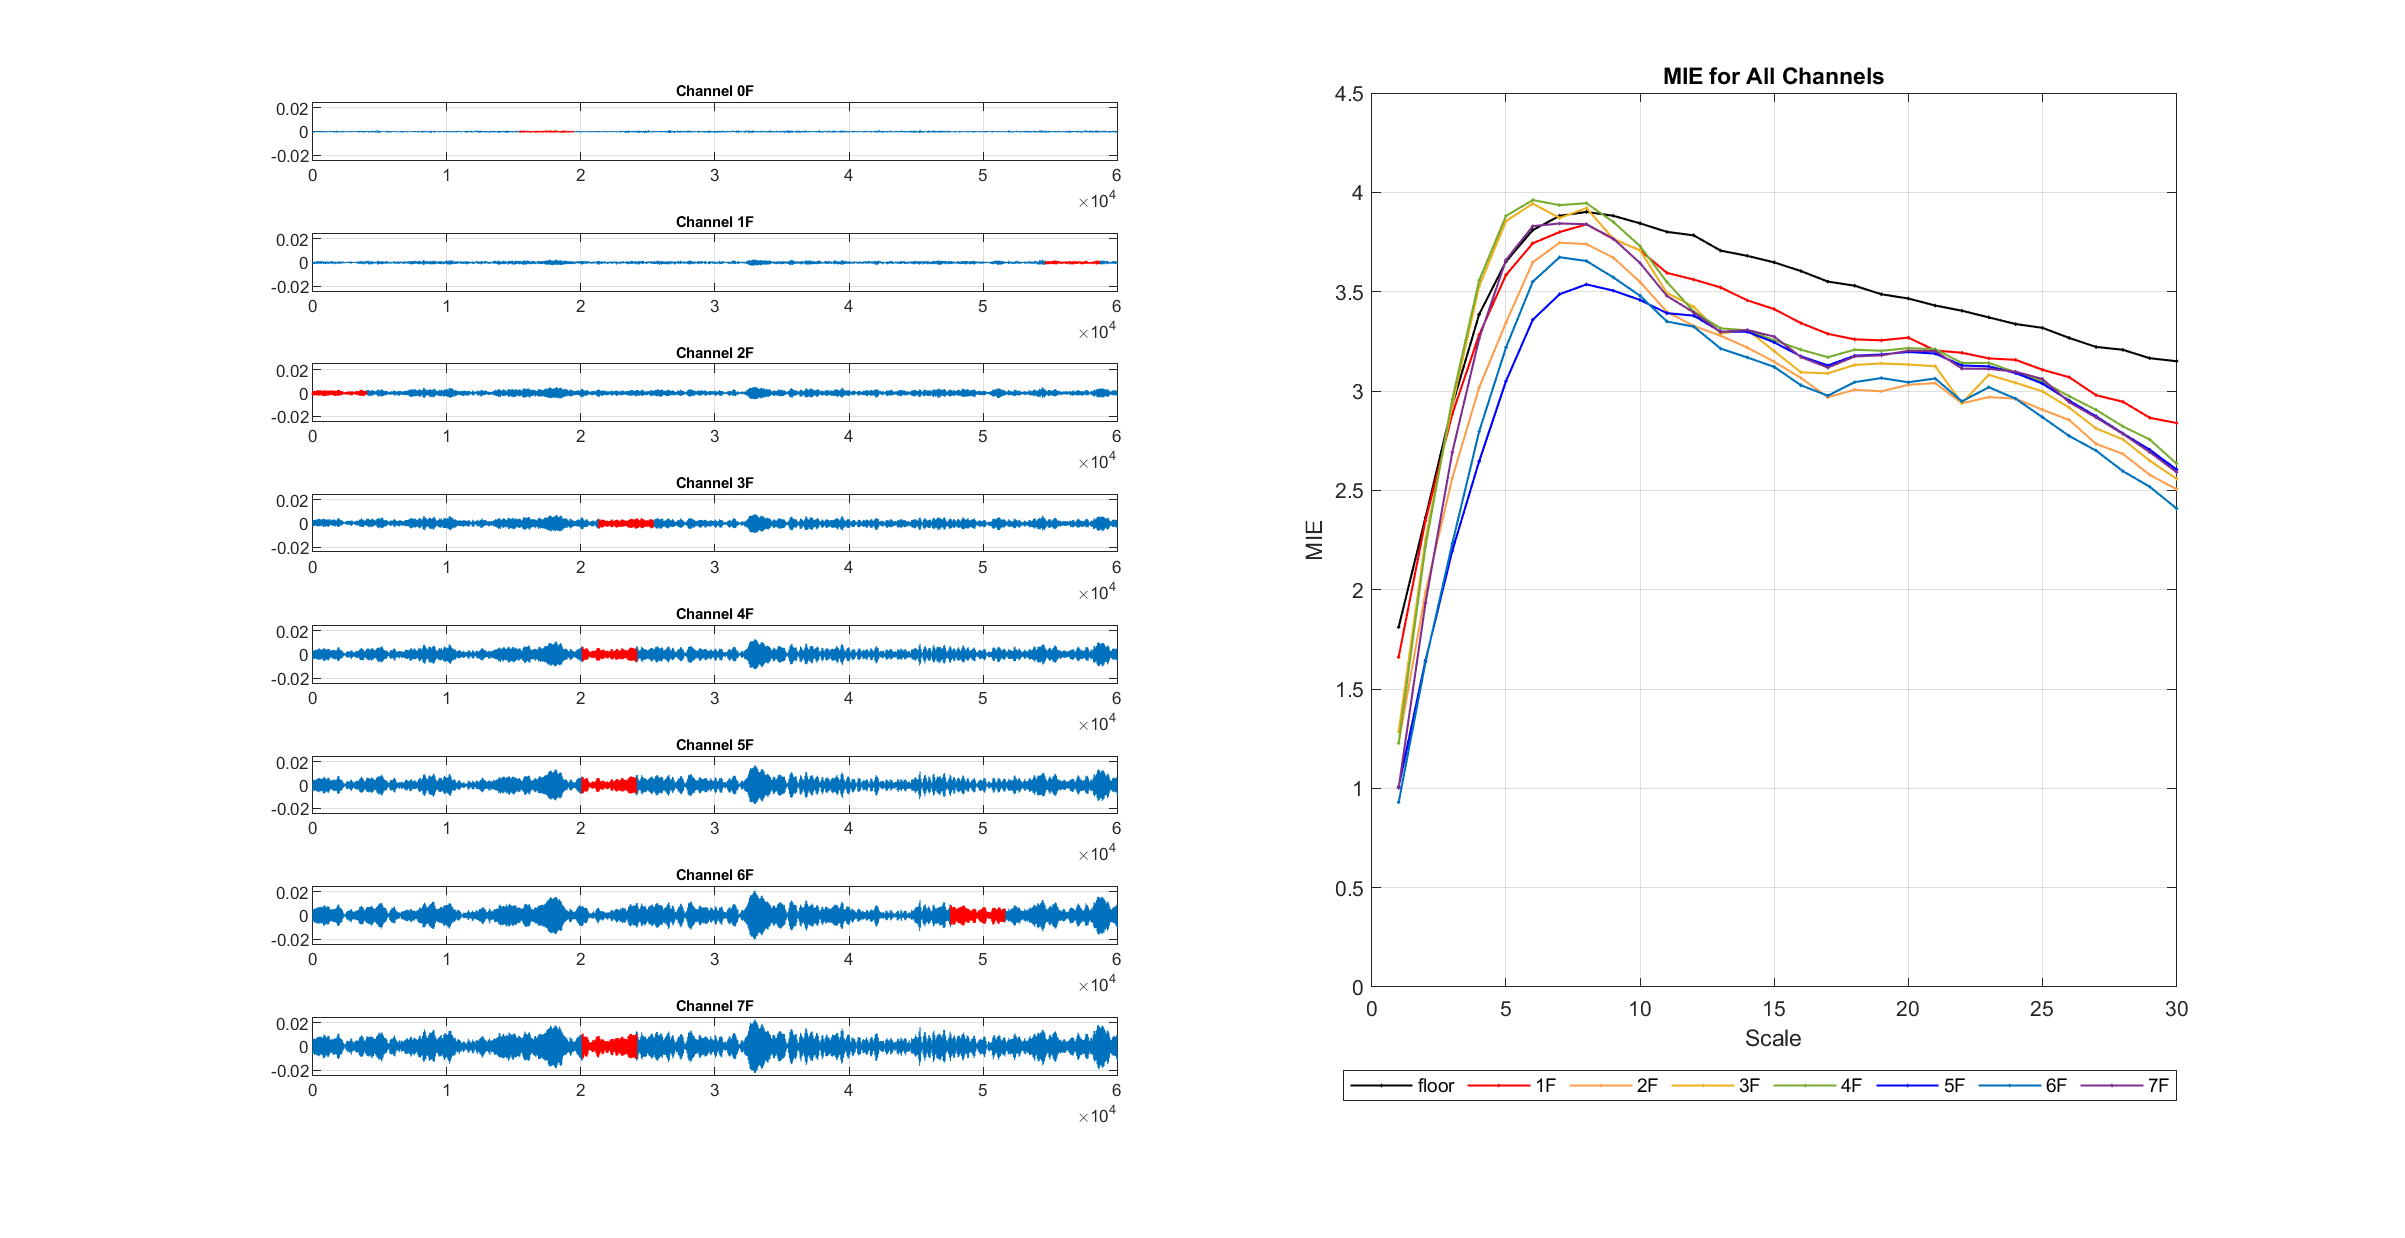 Channel 0F
0.02
0
-0.02
0 1 2 3 4 5 6
×10^4
Channel 1F
0.02
0
-0.02
0 1 2 3 4 5 6
×10^4
Channel 2F
0.02
0
-0.02
0 1 2 3 4 5 6
×10^4
Channel 3F
0.02
0
-0.02
0 1 2 3 4 5 6
×10^4
Channel 4F
0.02
0
-0.02
0 1 2 3 4 5 6
×10^4
Channel 5F
0.02
0
-0.02
0 1 2 3 4 5 6
×10^4
Channel 6F
0.02
0
-0.02
0 1 2 3 4 5 6
×10^4
Channel 7F
0.02
0
-0.02
0 1 2 3 4 5 6
×10^4
MIE for All Channels
4.5
4
3.5
3
2.5
2
1.5
1
0.5
0
MIE
0 5 10 15 20 25 30
Scale
floor 1F 2F 3F 4F 5F 6F 7F